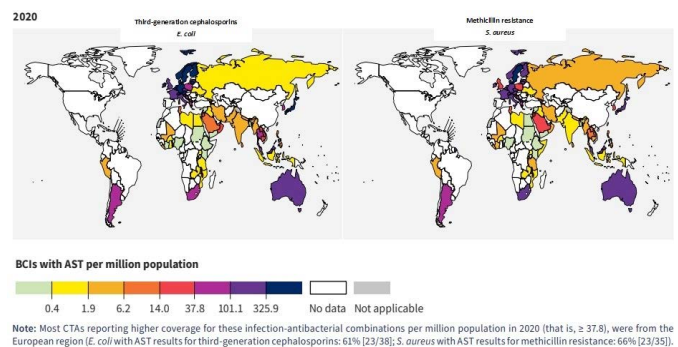 2020
Third-generation cephalosporins
E. coli
Methicillin resistance
S. aureus
BCIs with AST per million population
0.4 1.9 6.2 14.0 37.8 101.1 325.9 No data Not applicable
Note: Most CTAs reporting higher coverage for these infection-antibacterial combinations per million population in 2020 (that is, ≥ 37.8), were from the
European region (E. coli with AST results for third-generation cephalosporins: 61% [23/38]; S. aureus with AST results for methicillin resistance: 66% [23/35]).